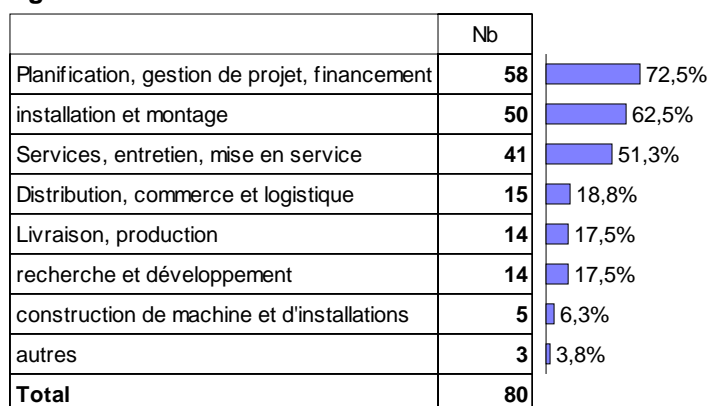 Nb
Planification, gestion de projet, financement 58 72,5%
installation et montage 50 62,5%
Services, entretien, mise en service 41 51,3%
Distribution, commerce et logistique 15 18,8%
Livraison, production 14 17,5%
recherche et développement 14 17,5%
construction de machine et d'installations 5 6,3%
autres 3 3,8%
Total 80